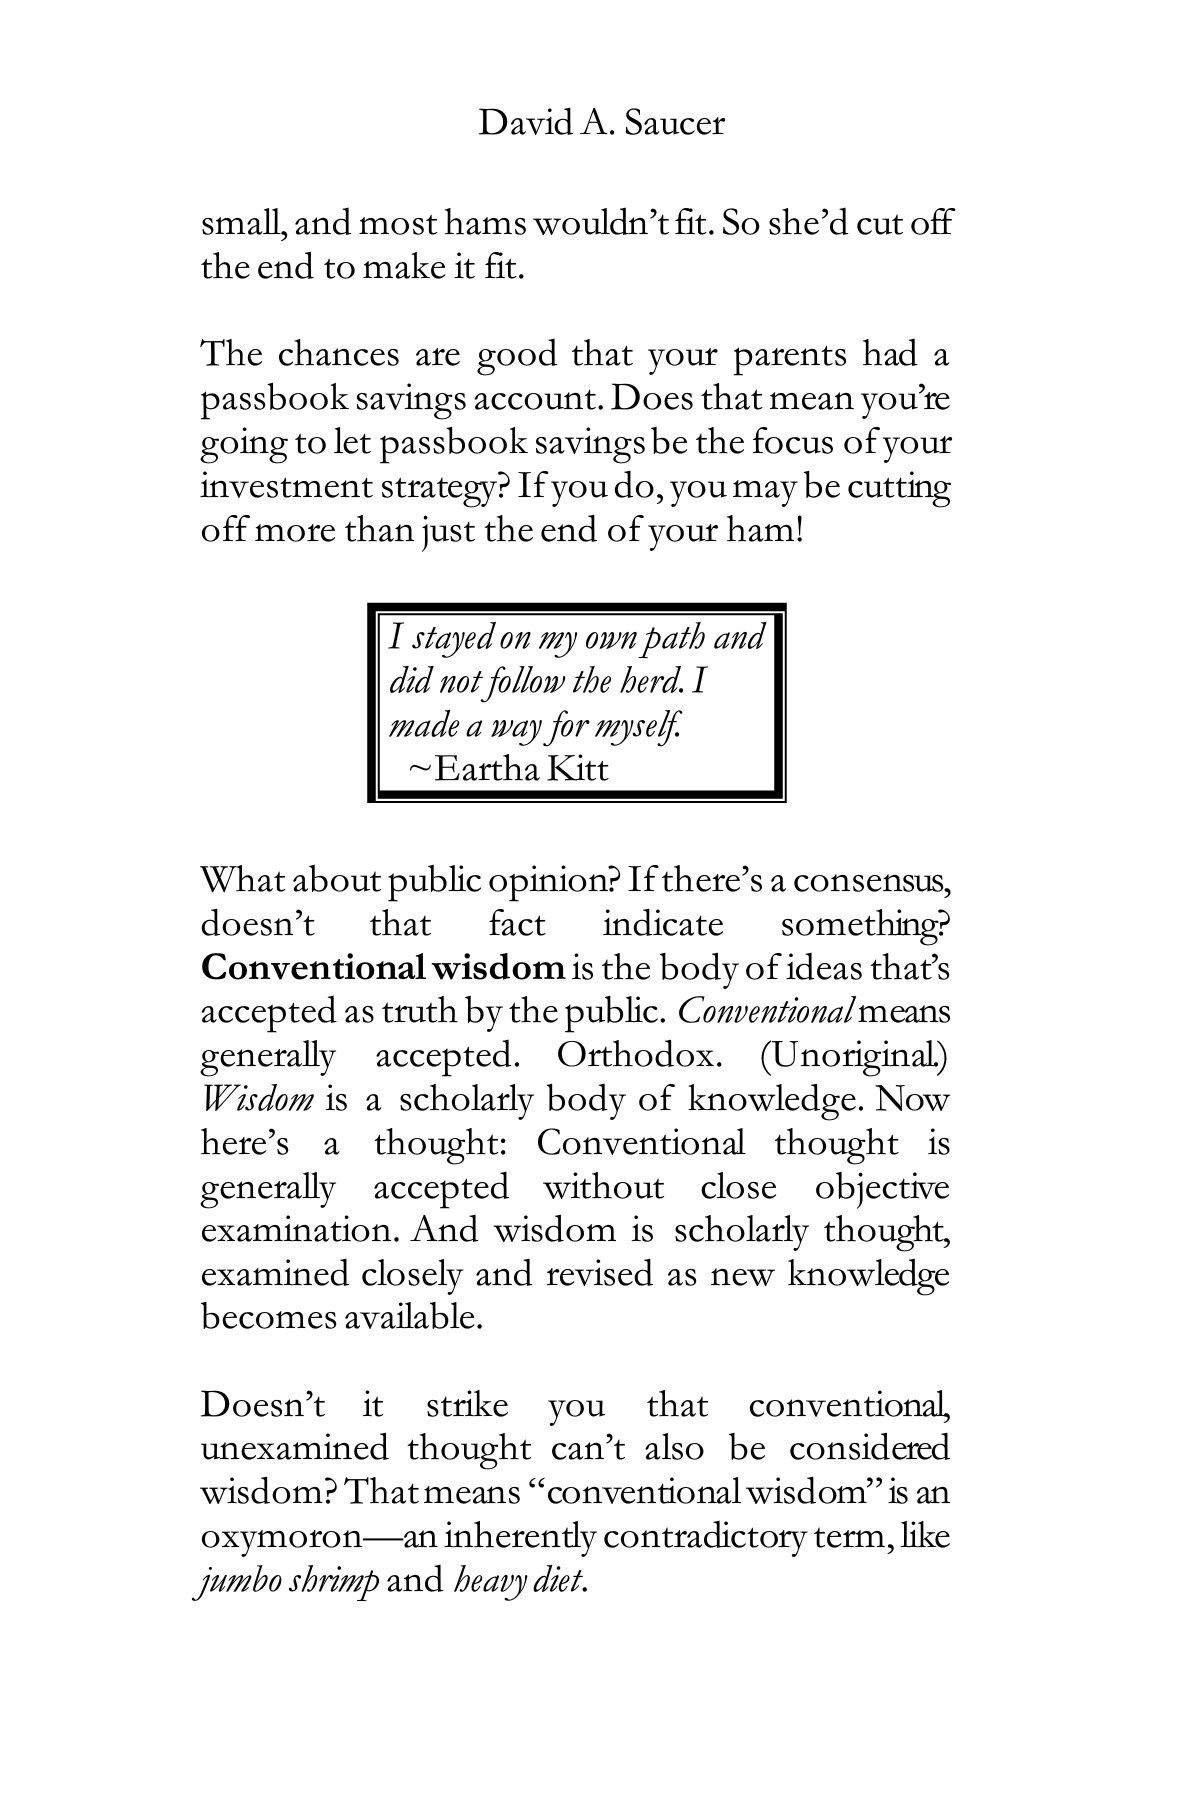 David A. Saucer
small, and most hams wouldn’t fit. So she’d cut off
the end to make it fit.
The chances are good that your parents had a
passbook savings account. Does that mean you’re
going to let passbook savings be the focus of your
investment strategy? If you do, you may be cutting
off more than just the end of your ham!
I stayed on my own path and
did not follow the herd. I
made a way for myself.
~Eartha Kitt
What about public opinion? If there’s a consensus,
doesn’t that fact indicate something?
Conventional wisdom is the body of ideas that’s
accepted as truth by the public. Conventional means
generally accepted. Orthodox. (Unoriginal.)
Wisdom is a scholarly body of knowledge. Now
here’s a thought: Conventional thought is
generally accepted without close objective
examination. And wisdom is scholarly thought,
examined closely and revised as new knowledge
becomes available.
Doesn’t it strike you that conventional,
unexamined thought can’t also be considered
wisdom? That means “conventional wisdom” is an
oxymoron—an inherently contradictory term, like
jumbo shrimp and heavy diet.